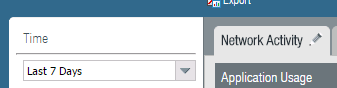 Export
Time
Last 7 Days
Network Activity
Application Usage